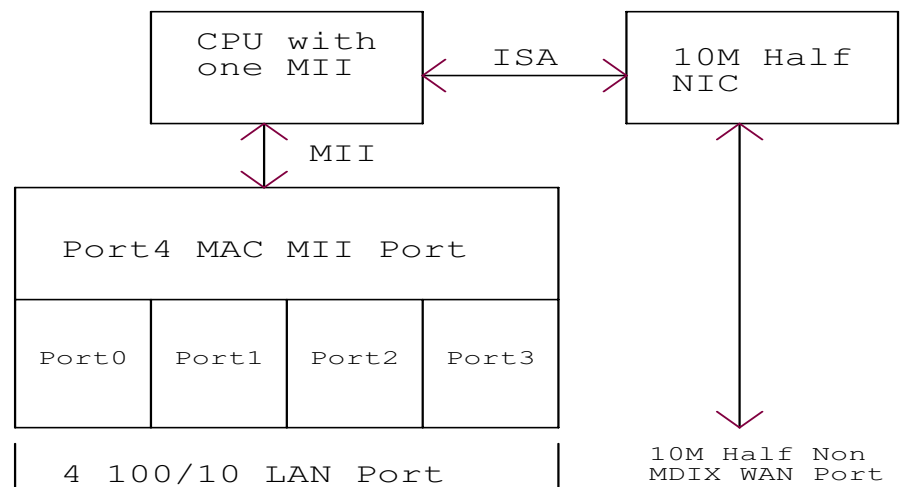 CPU with
one MII
ISA
10M Half
NIC
MII
Port4 MAC MII Port
Port0
Port1
Port2
Port3
4 100/10 LAN Port
10M Half Non
MDIX WAN Port